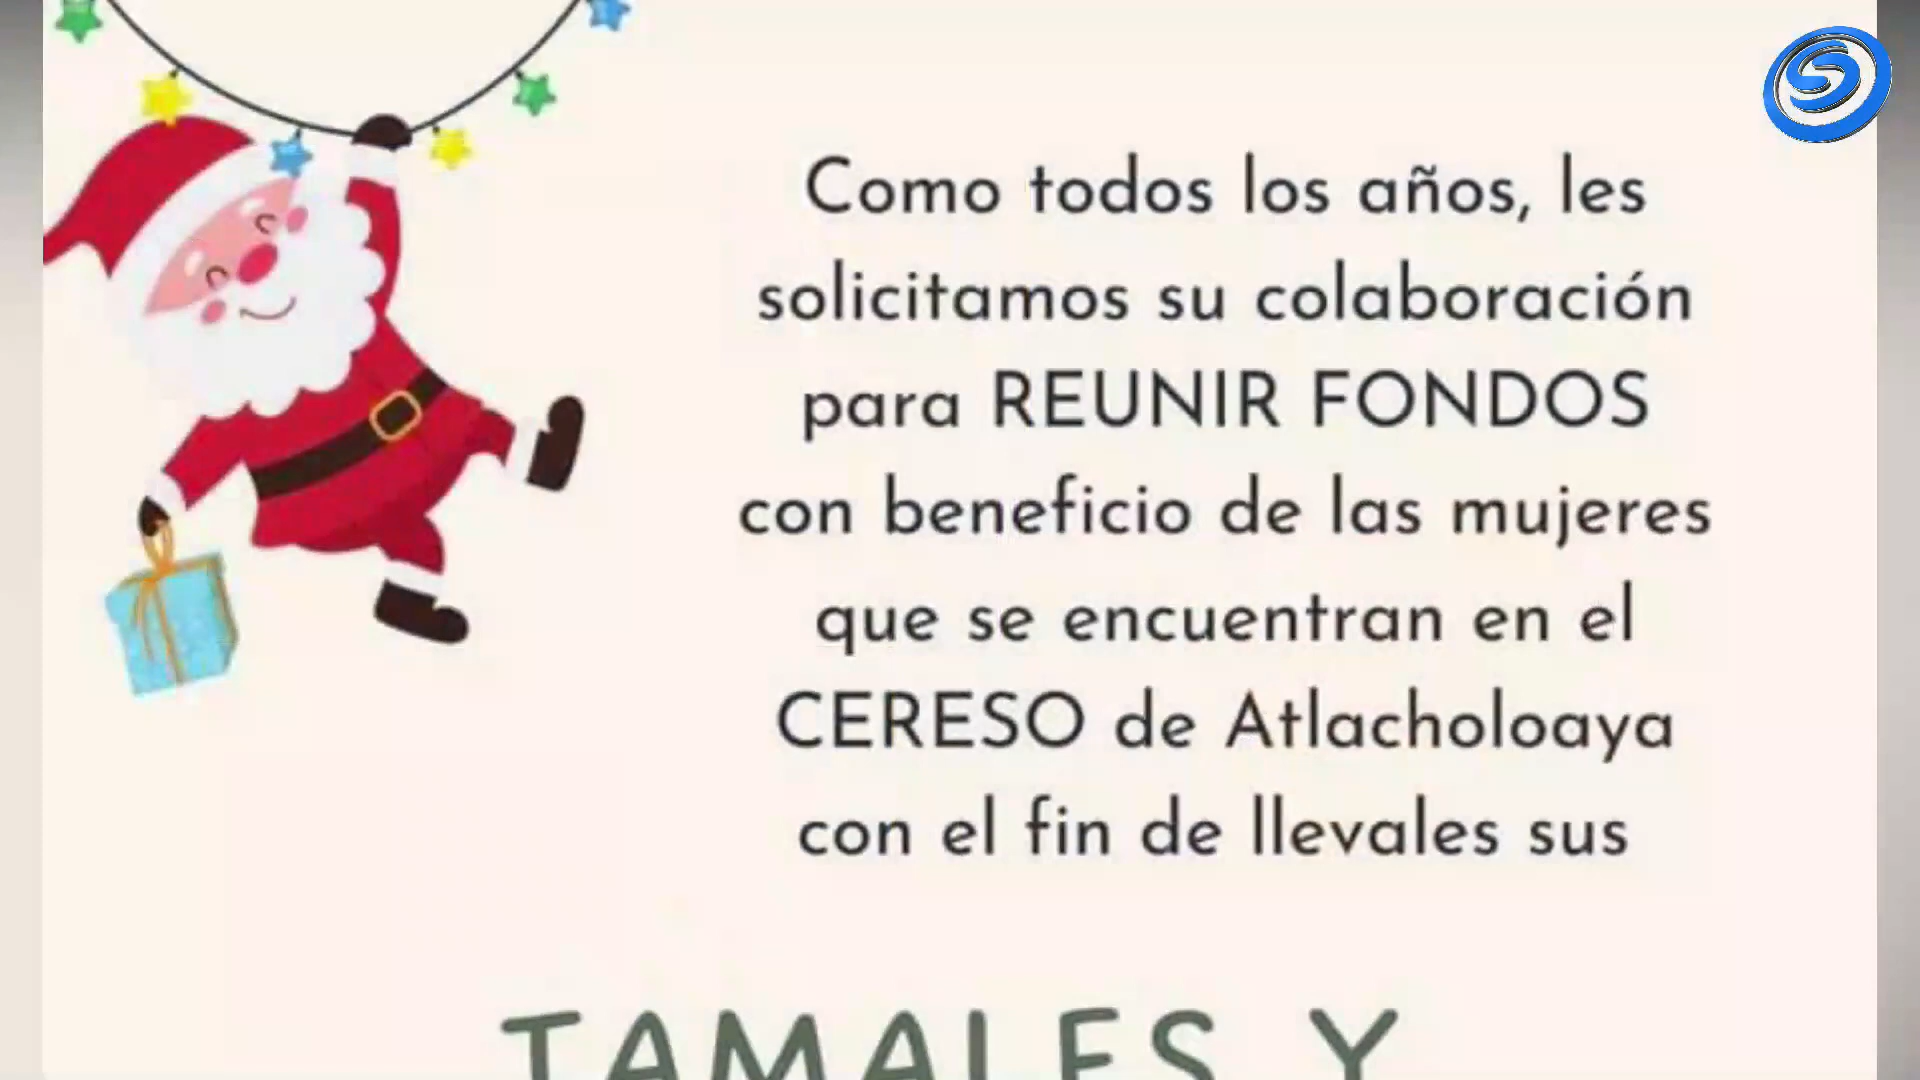 Como todos los años, les
solicitamos su colaboración
para REUNIR FONDOS
con beneficio de las mujeres
que se encuentran en el
CERESO de Atlacholoaya
con el fin de llevales sus
TAMALES Y